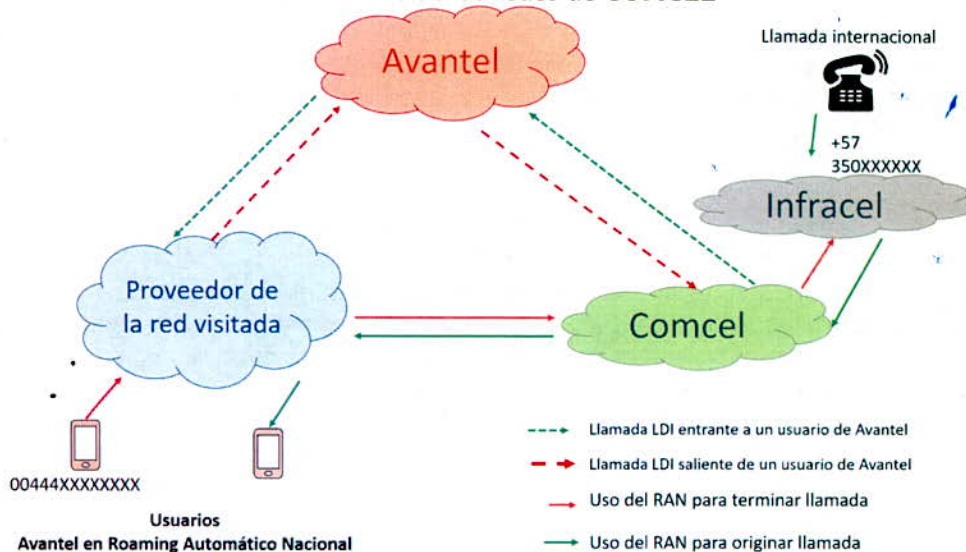 Avantel
Llamada internacional
+57
350XXXXXX
Infracel
Proveedor de
la red visitada
Comcel
00444XXXXXXXX
Usuarios
Avantel en Roaming Automático Nacional
Llamada LDI entrante a un usuario de Avantel
Llamada LDI saliente de un usuario de Avantel
Uso del RAN para terminar llamada
Uso del RAN para originar llamada